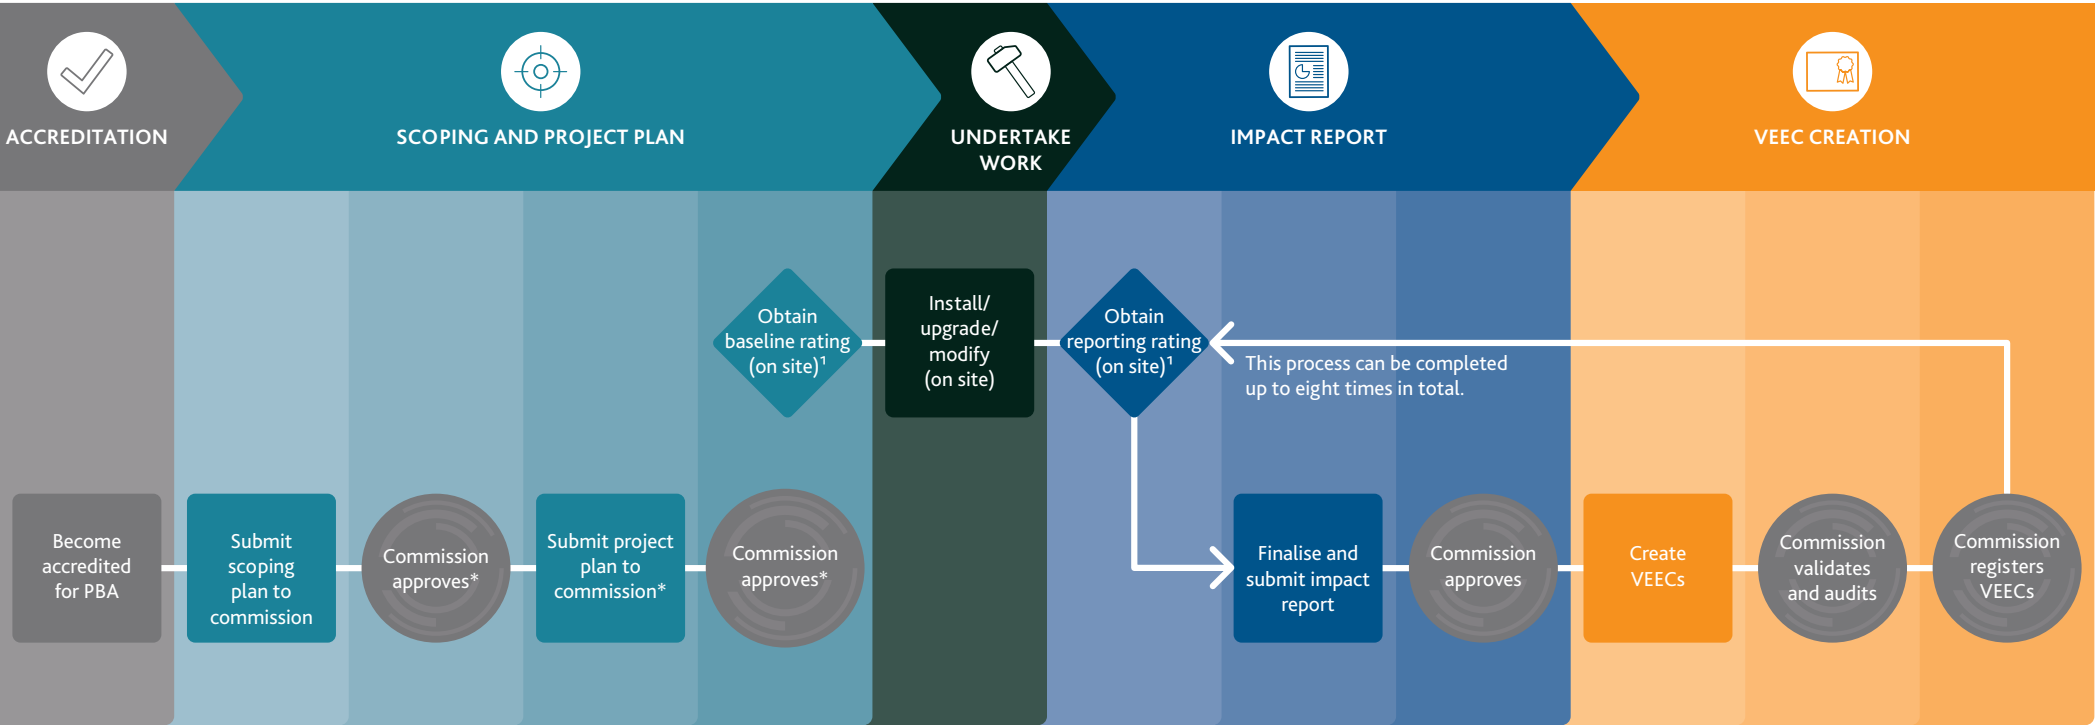 ACCREDITATION
SCOPING AND PROJECT PLAN
UNDERTAKE
WORK
IMPACT REPORT
VEEC CREATION
Obtain
baseline rating
(on site)¹
Install/
upgrade/
modify
(on site)
Obtain
reporting rating
(on site)¹
This process can be completed
up to eight times in total.
Become
accredited
for PBA
Submit
scoping
plan to
commission
Commission
approves*
Submit project
plan to
commission*
Commission
approves*
Finalise and
submit impact
report
Commission
approves
Create
VEECs
Commission
validates
and audits
Commission
registers
VEECs